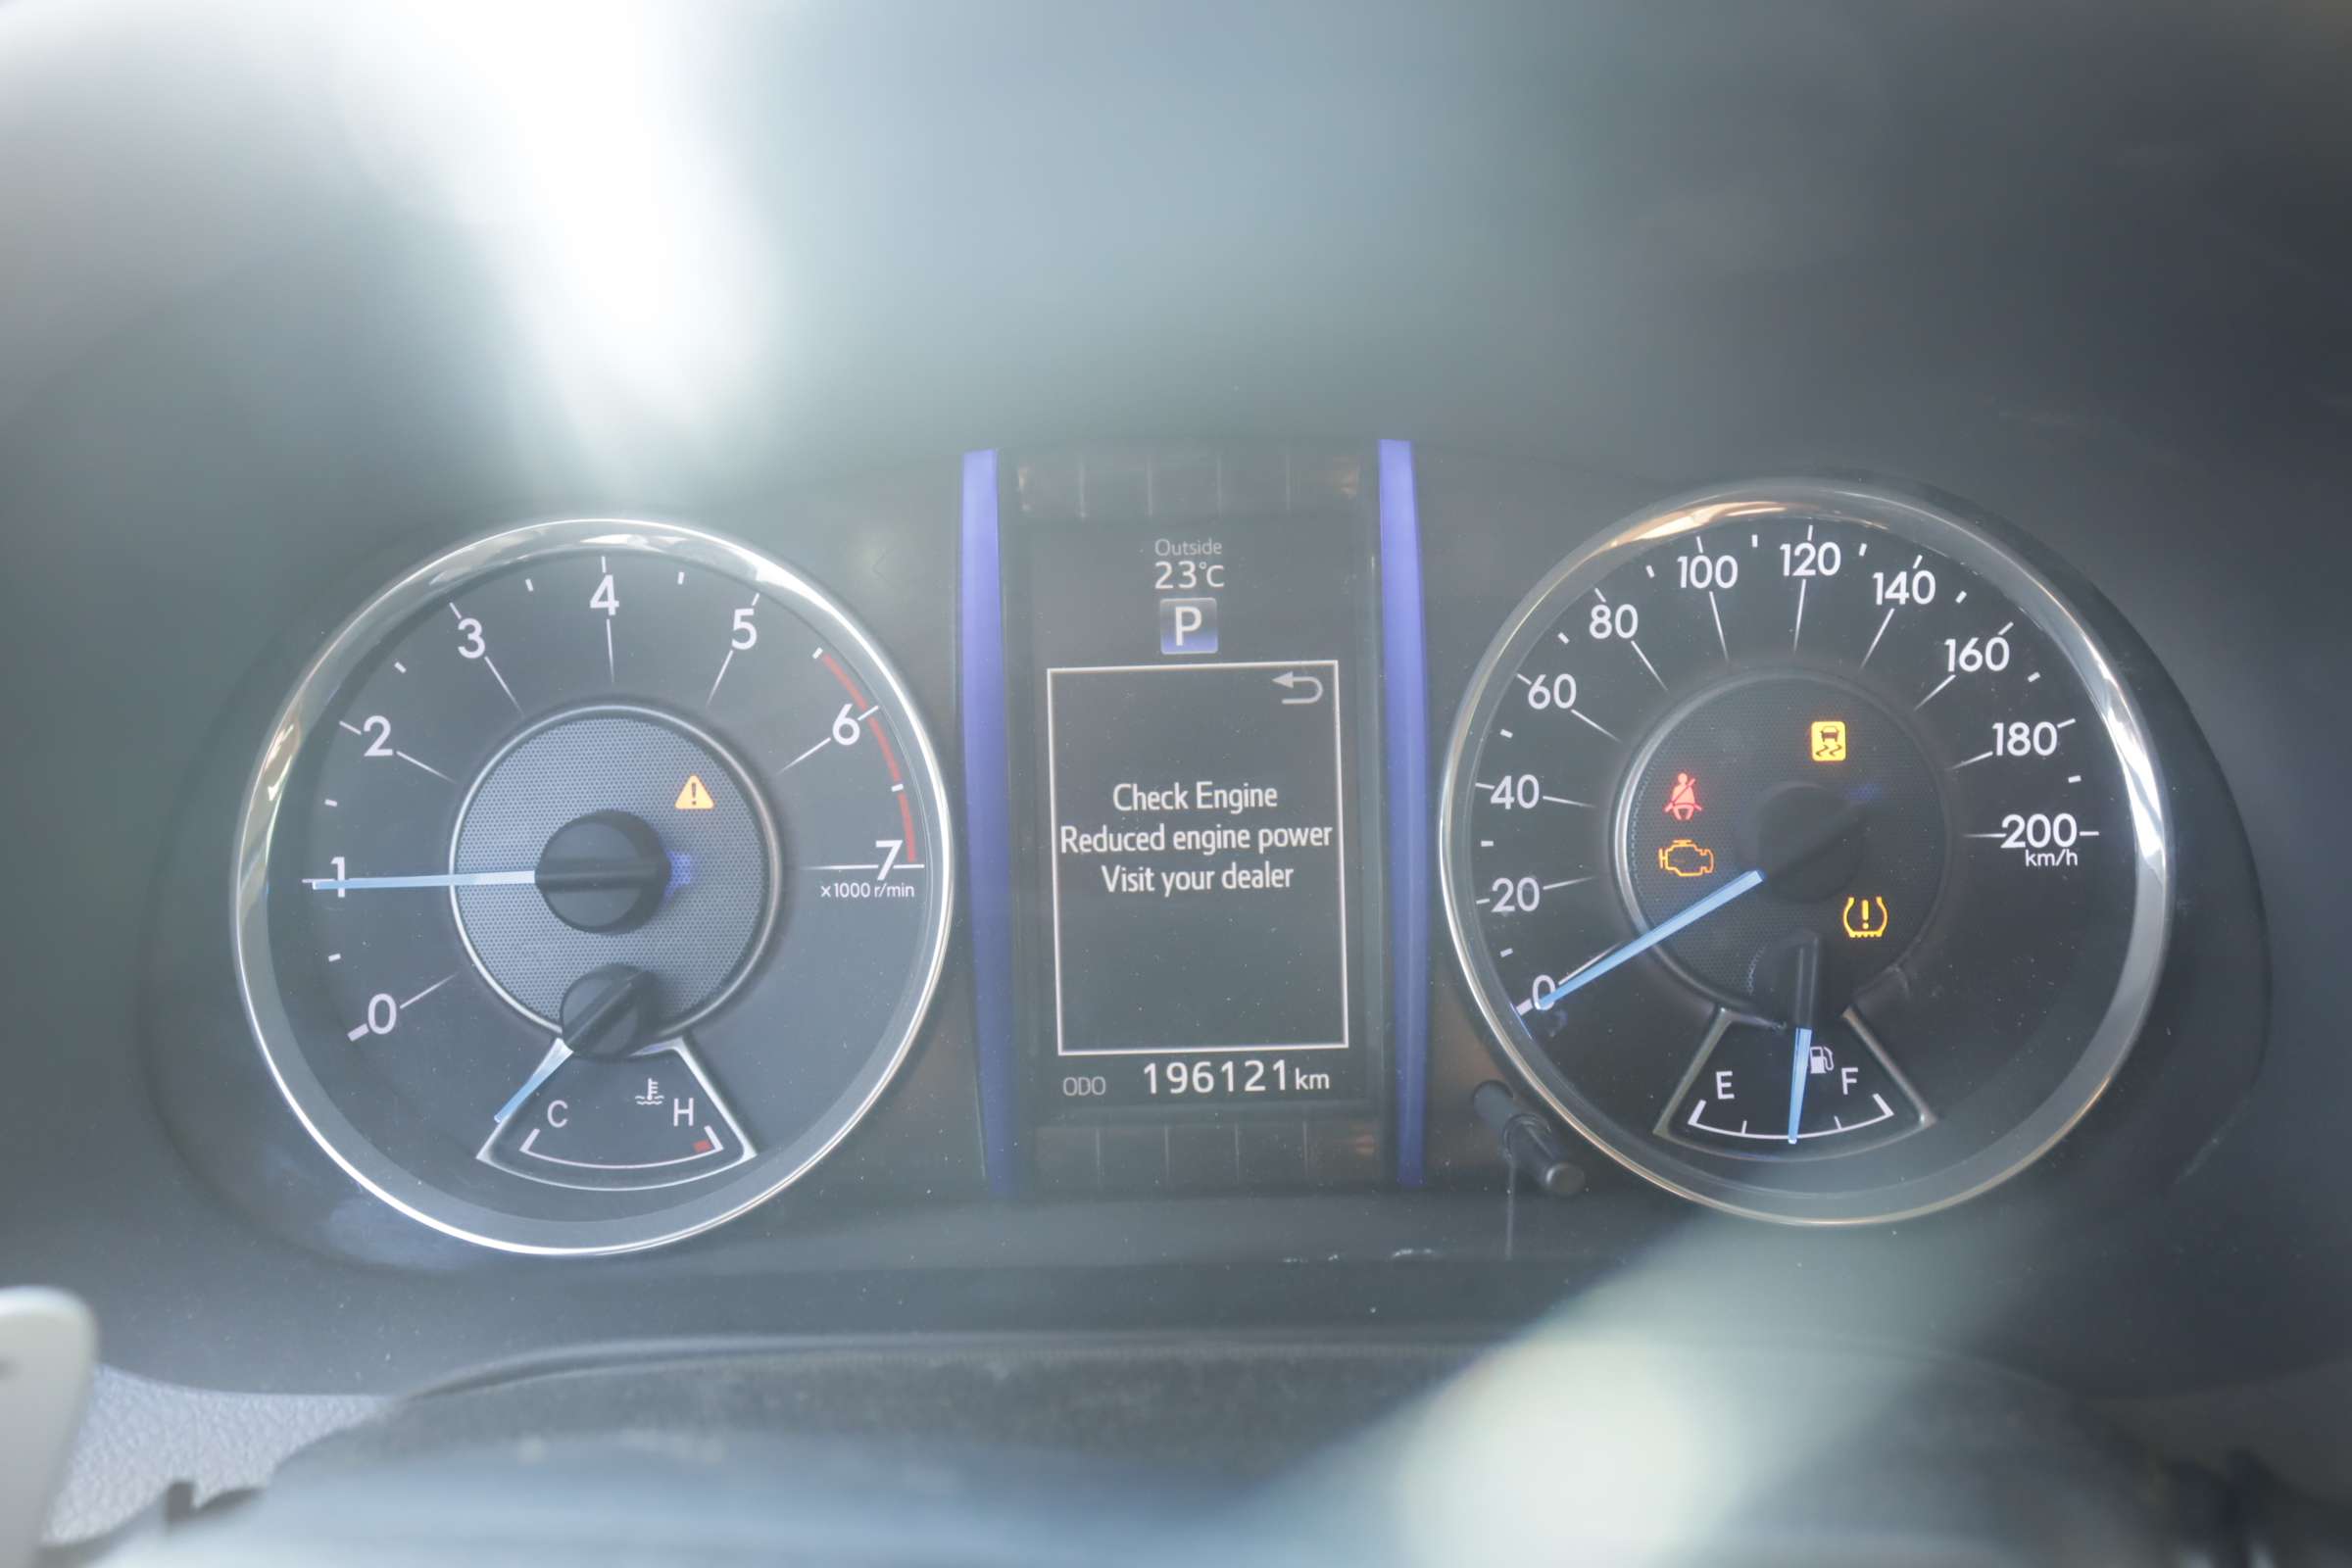 0
1
2
3
4
5
6
7
x1000 r/min
C
H
Outside
23°C
P
Check Engine
Reduced engine power
Visit your dealer
ODO 196121 km
0
20
40
60
80
100
120
140
160
180
200
km/h
E
F